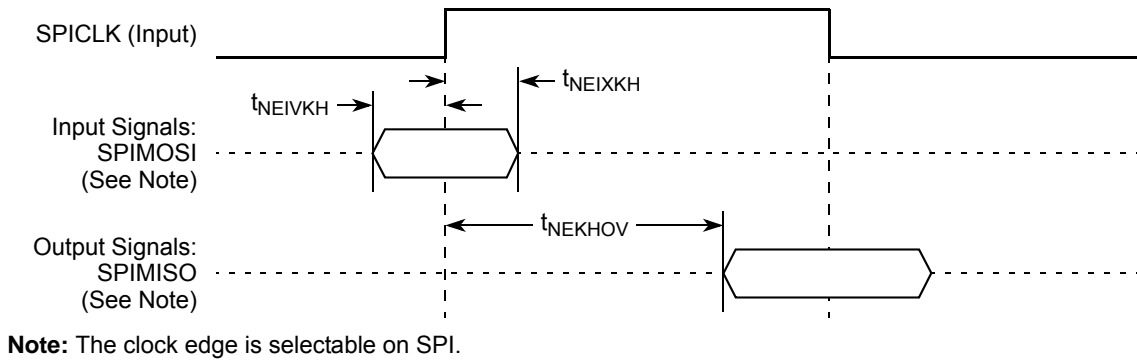 SPICLK (Input)
tNEIXKH
tNEIVKH
Input Signals:
SPIMOSI
(See Note)
tNEKHOV
Output Signals:
SPIMISO
(See Note)
Note: The clock edge is selectable on SPI.